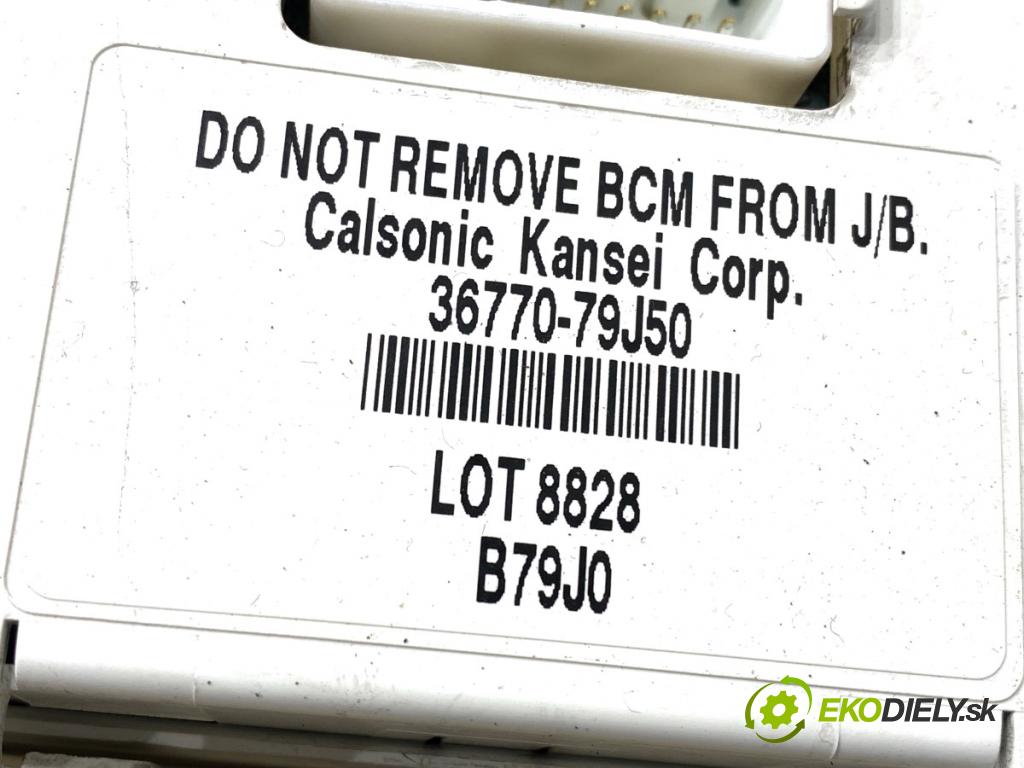 DO NOT REMOVE BCM FROM J/B.
Calsonic Kansei Corp.
36770-79J50
LOT 8828
B79J0
EKODIELY.sk